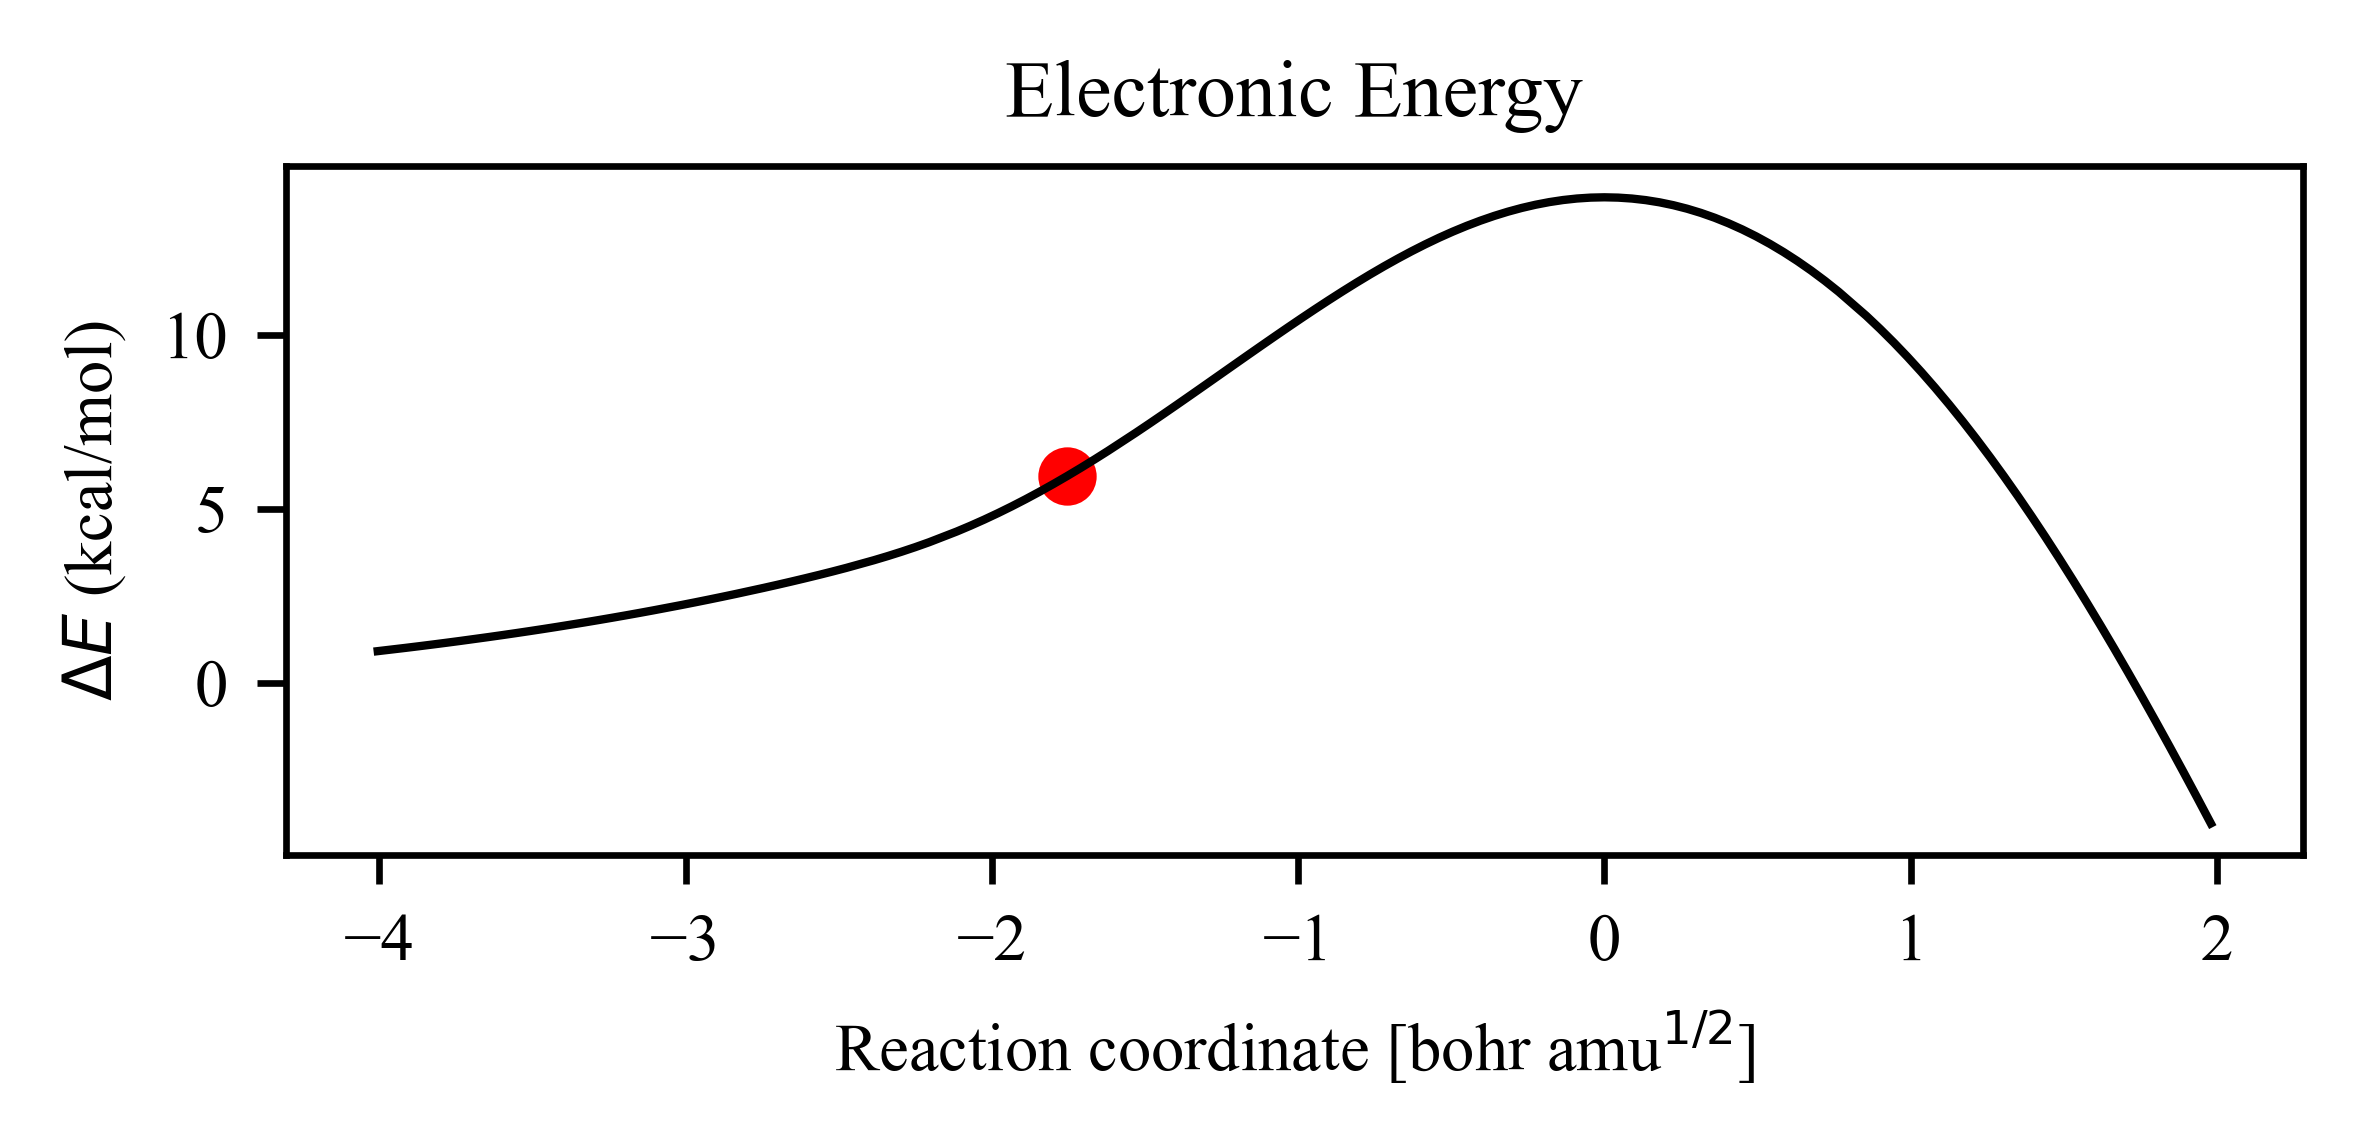 Electronic Energy
ΔE (kcal/mol)
10
5
0
−4 −3 −2 −1 0 1 2
Reaction coordinate [bohr amu^{1/2}]